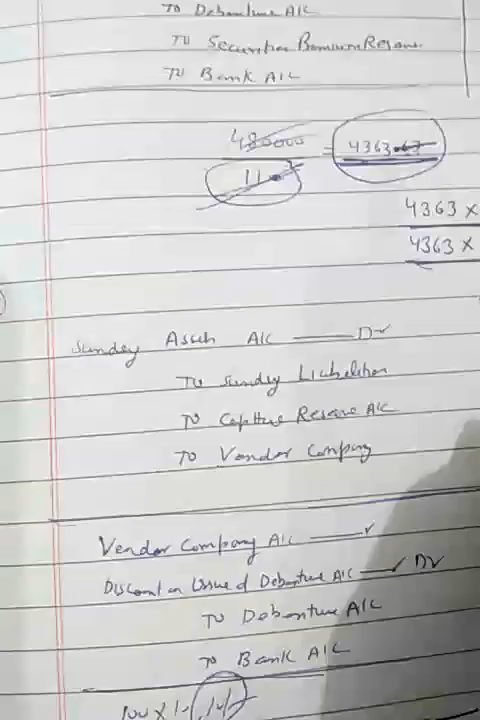 To Debenture A/C
To Securities Premium Reserve
To Bank A/C
480000 = 4363.63
11
4363 x
4363 x
Sundry Assets A/C —— Dr
To Sundry Liabilities
To Capital Reserve A/C
To Vendor Company
Vendor Company A/C ——
Discount on Issue of Debenture A/C —— Dr
To Debenture A/C
To Bank A/C
100 x